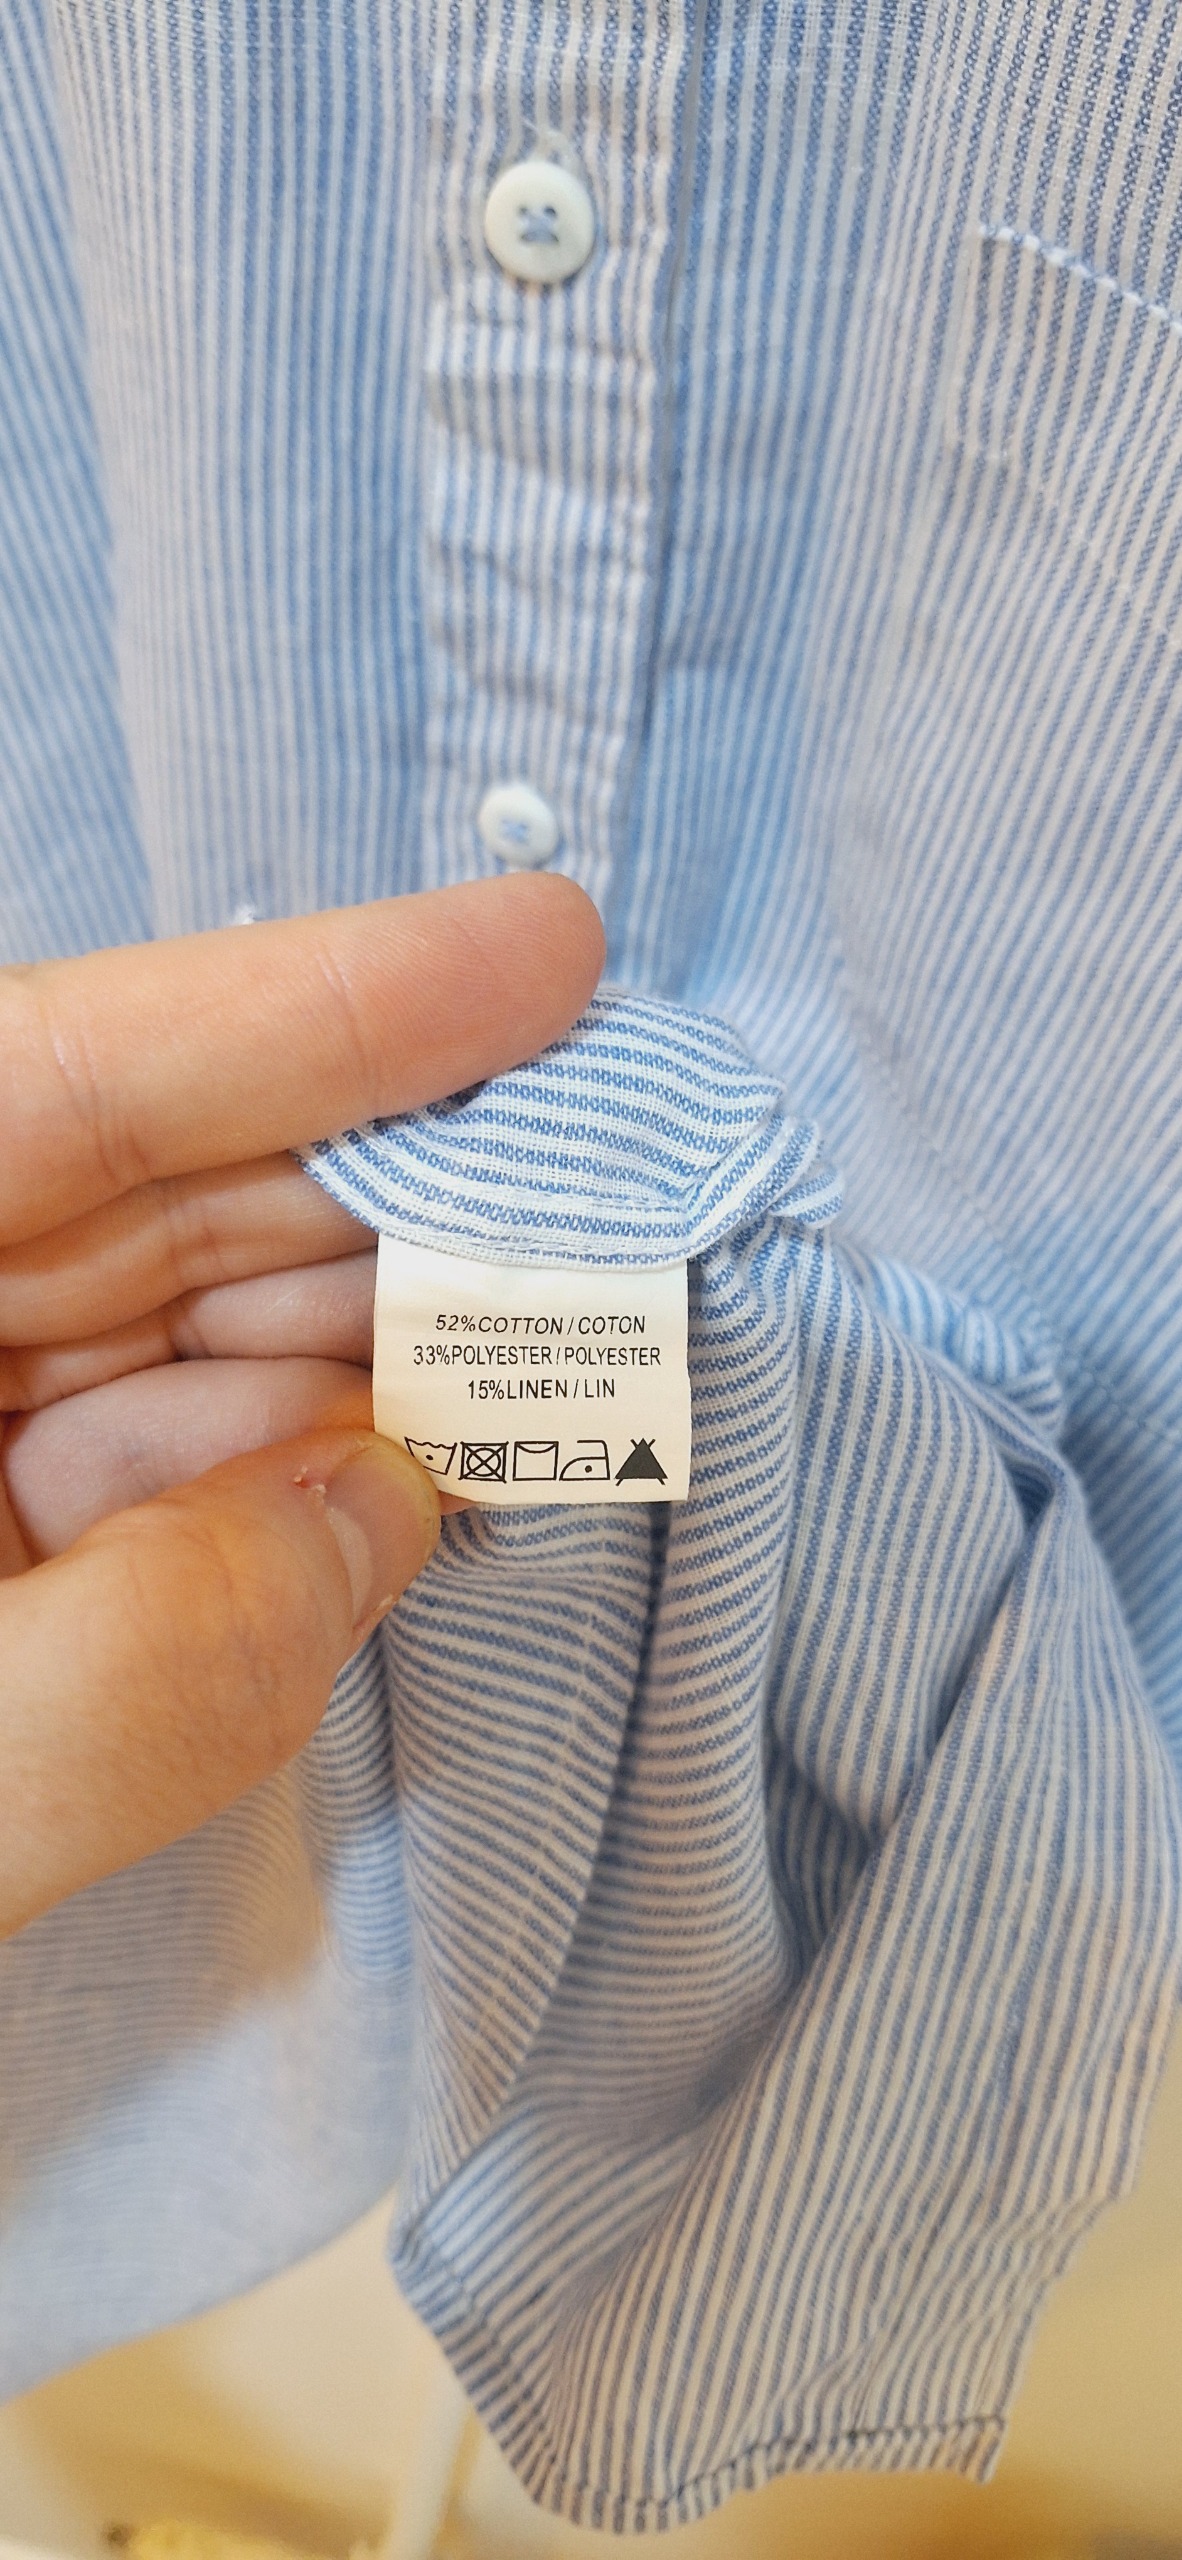 52%COTTON/COTON
33%POLYESTER/POLYESTER
15%LINEN/LIN